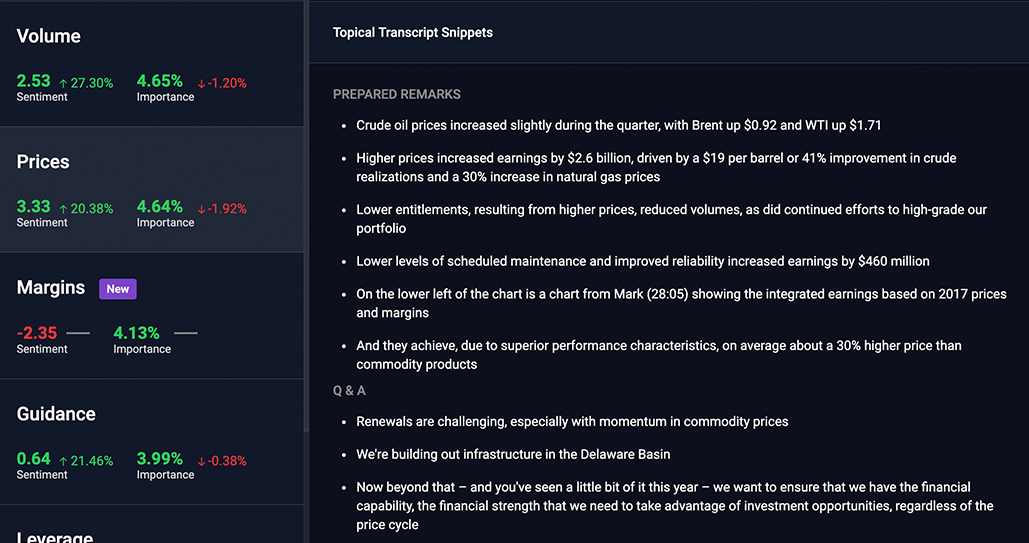 Volume
2.53 ↑ 27.30% 4.65% ↓ -1.20%
Sentiment Importance
Prices
3.33 ↑ 20.38% 4.64% ↓ -1.92%
Sentiment Importance
Margins New
-2.35 — 4.13% —
Sentiment Importance
Guidance
0.64 ↑ 21.46% 3.99% ↓ -0.38%
Sentiment Importance
Leverage
Topical Transcript Snippets
PREPARED REMARKS
• Crude oil prices increased slightly during the quarter, with Brent up $0.92 and WTI up $1.71
• Higher prices increased earnings by $2.6 billion, driven by a $19 per barrel or 41% improvement in crude
realizations and a 30% increase in natural gas prices
• Lower entitlements, resulting from higher prices, reduced volumes, as did continued efforts to high-grade our
portfolio
• Lower levels of scheduled maintenance and improved reliability increased earnings by $460 million
• On the lower left of the chart is a chart from Mark (28:05) showing the integrated earnings based on 2017 prices
and margins
• And they achieve, due to superior performance characteristics, on average about a 30% higher price than
commodity products
Q & A
• Renewals are challenging, especially with momentum in commodity prices
• We're building out infrastructure in the Delaware Basin
• Now beyond that – and you've seen a little bit of it this year – we want to ensure that we have the financial
capability, the financial strength that we need to take advantage of investment opportunities, regardless of the
price cycle